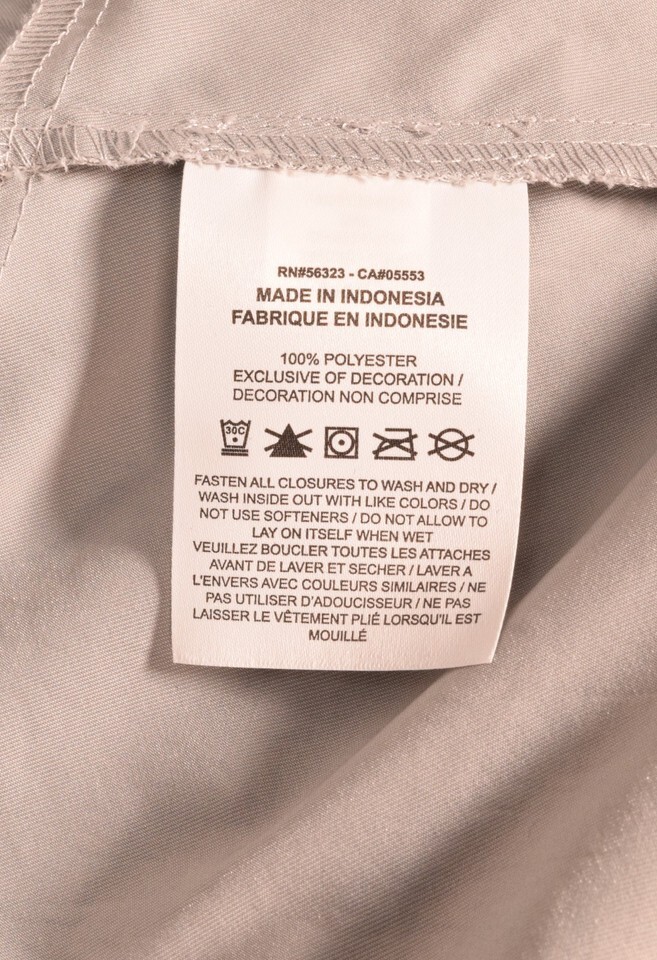 RN#56323 - CA#05553
MADE IN INDONESIA
FABRIQUE EN INDONESIE
100% POLYESTER
EXCLUSIVE OF DECORATION /
DECORATION NON COMPRISE
30C
FASTEN ALL CLOSURES TO WASH AND DRY /
WASH INSIDE OUT WITH LIKE COLORS / DO
NOT USE SOFTENERS / DO NOT ALLOW TO
LAY ON ITSELF WHEN WET
VEUILLEZ BOUCLER TOUTES LES ATTACHES
AVANT DE LAVER ET SECHER / LAVER A
L'ENVERS AVEC COULEURS SIMILAIRES / NE
PAS UTILISER D'ADOUCISSEUR / NE PAS
LAISSER LE VÊTEMENT PLIÉ LORSQU'IL EST
MOUILLÉ